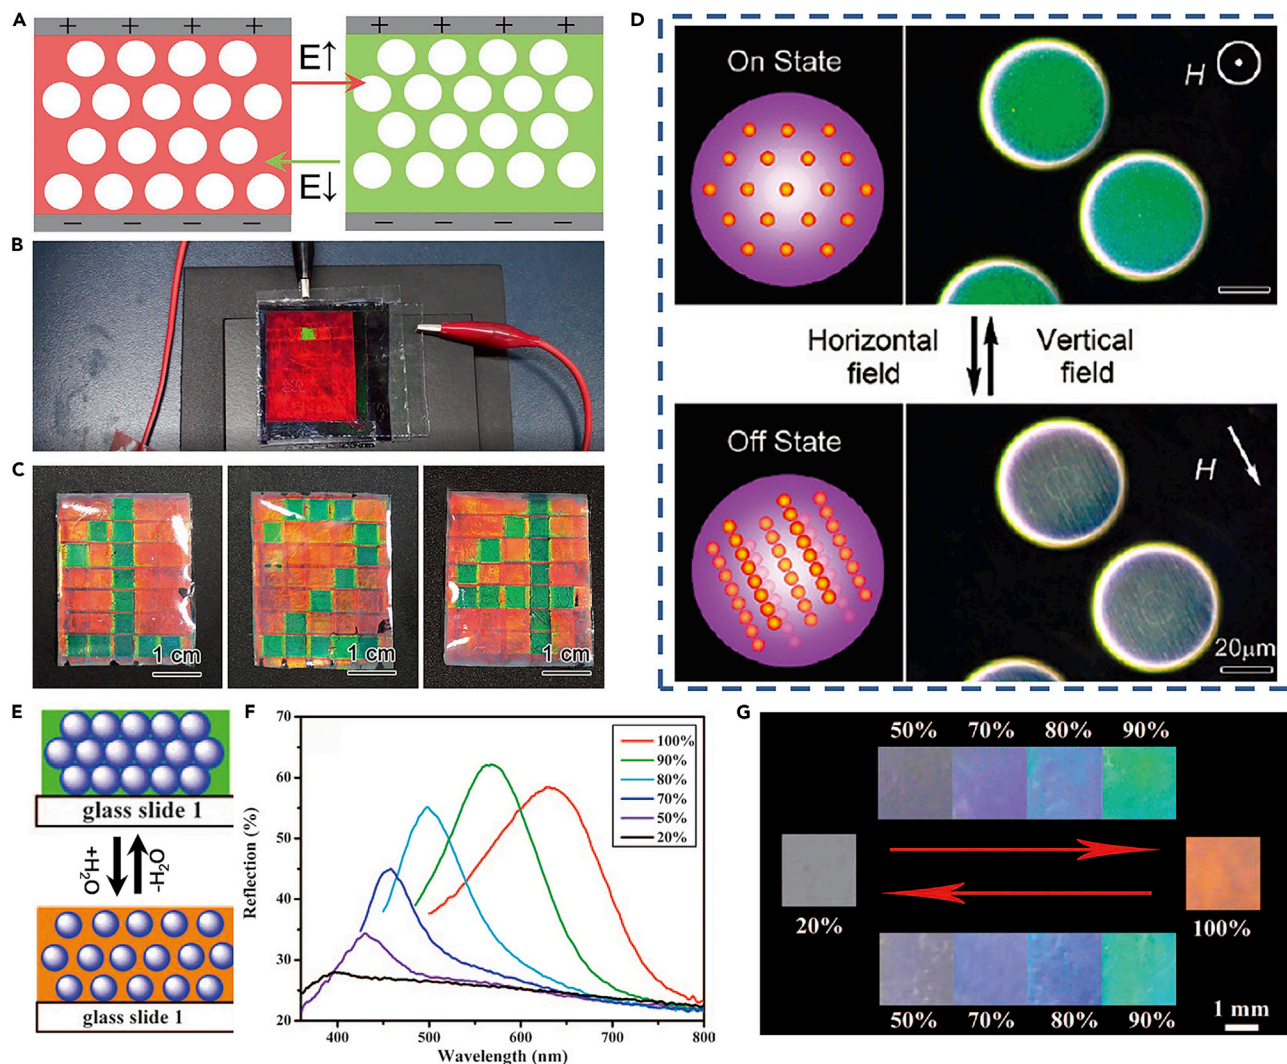 A
+ + + +
+ + + +
E↑
E↓
− − − −
− − − −
B
C
1 cm
1 cm
1 cm
D
On State
H
Horizontal
field
Vertical
field
Off State
H
20μm
E
glass slide 1
+H2O
-H2O
glass slide 1
F
70
60
50
40
30
20
Reflection (%)
400 500 600 700 800
Wavelength (nm)
100%
90%
80%
70%
50%
20%
G
50% 70% 80% 90%
20%
100%
50% 70% 80% 90%
1 mm